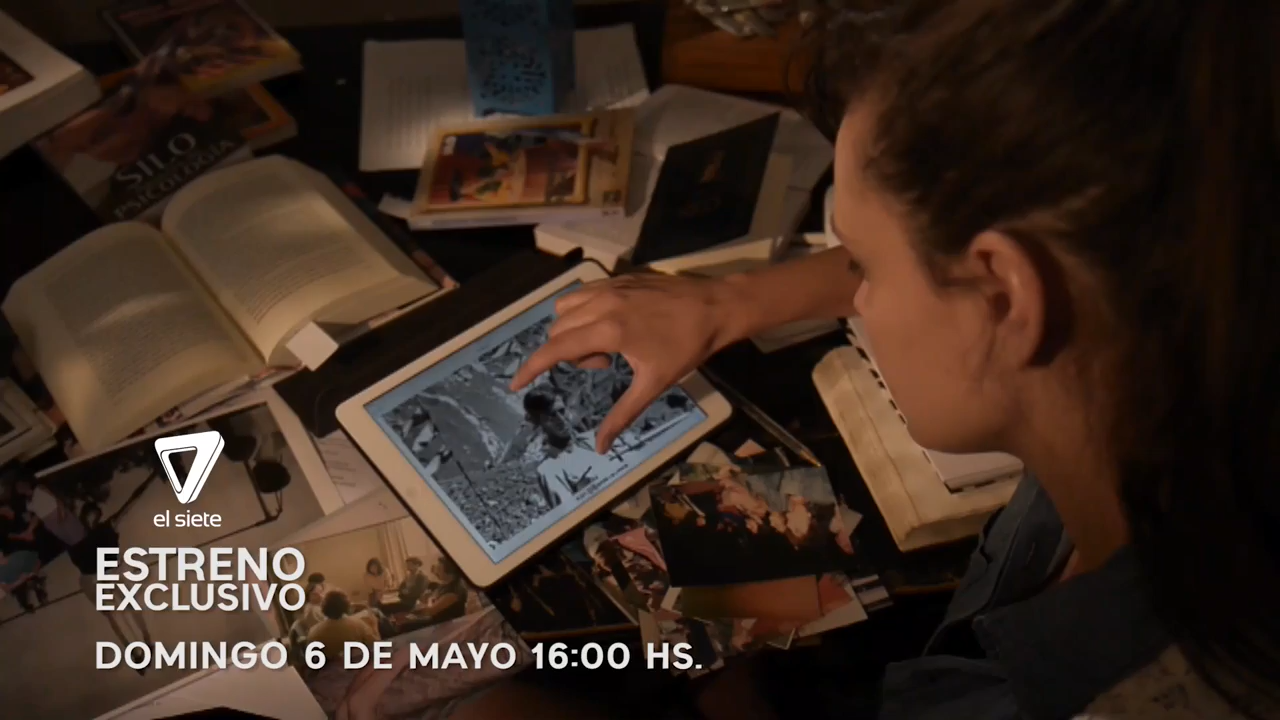 SILO
PSICOLOGÍA
el siete
ESTRENO
EXCLUSIVO
DOMINGO 6 DE MAYO 16:00 HS.